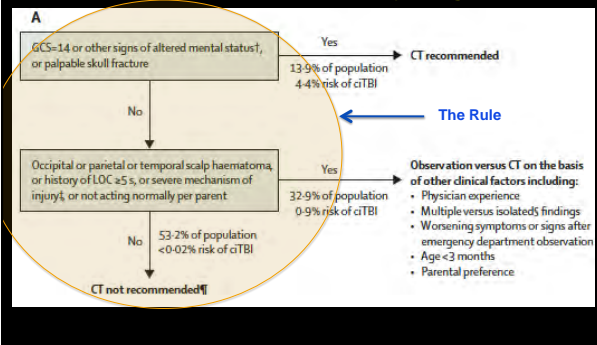 A
GCS=14 or other signs of altered mental status†,
or palpable skull fracture
Yes
13·9% of population
4·4% risk of ciTBI
CT recommended
No
The Rule
Occipital or parietal or temporal scalp haematoma,
or history of LOC ≥5 s, or severe mechanism of
injury‡, or not acting normally per parent
Yes
32·9% of population
0·9% risk of ciTBI
Observation versus CT on the basis
of other clinical factors including:
• Physician experience
• Multiple versus isolated§ findings
• Worsening symptoms or signs after
emergency department observation
• Age <3 months
• Parental preference
No
53·2% of population
<0·02% risk of ciTBI
CT not recommended¶